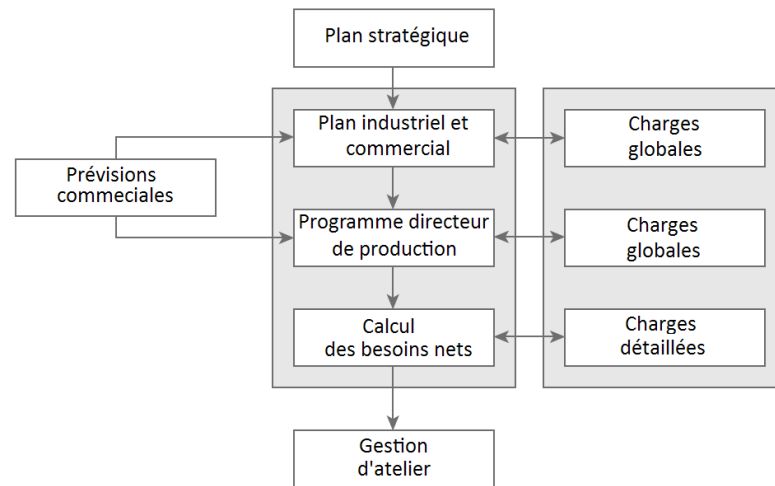 Plan stratégique
Plan industriel et
commercial
Charges
globales
Prévisions
commeciales
Programme directeur
de production
Charges
globales
Calcul
des besoins nets
Charges
détaillées
Gestion
d'atelier